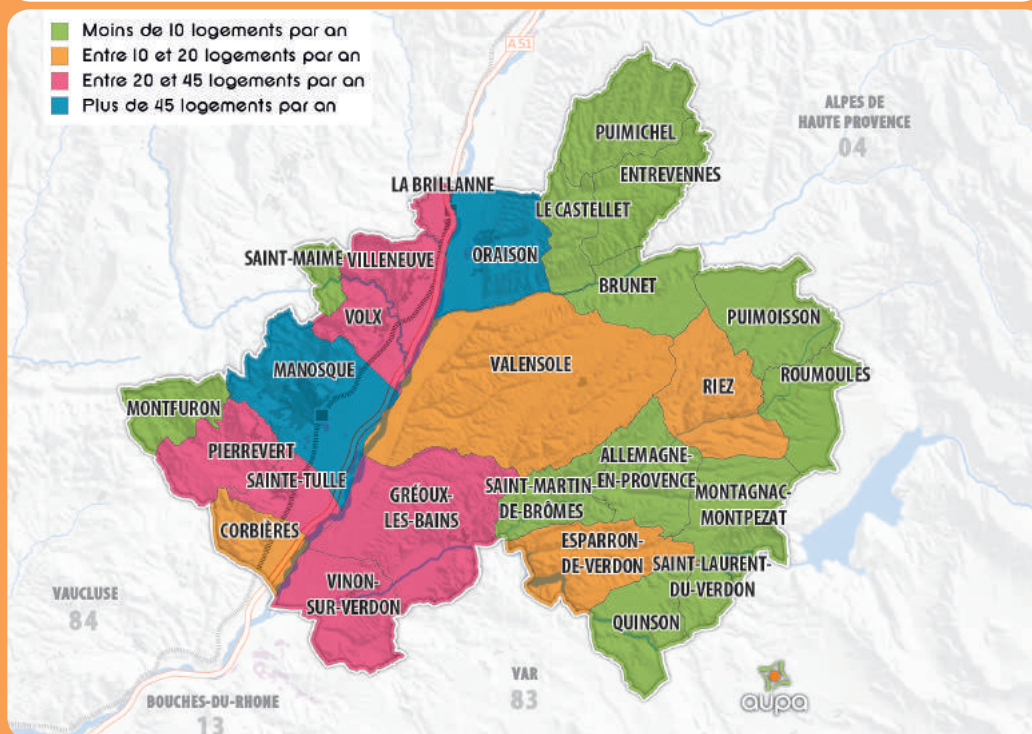 Moins de 10 logements par an
Entre 10 et 20 logements par an
Entre 20 et 45 logements par an
Plus de 45 logements par an
A 51
ALPES DE
HAUTE PROVENCE
04
PUIMICHEL
ENTREVENNES
LA BRILLANNE
LE CASTELLET
ORAISON
SAINT-MAIME
VILLENEUVE
BRUNET
VOLX
PUIMOISSON
VALENSOLE
MANOSQUE
ROUMOULES
RIEZ
MONTFURON
PIERREVERT
ALLEMAGNE-
EN-PROVENCE
SAINTE-TULLE
GRÉOUX-
LES-BAINS
SAINT-MARTIN-
DE-BRÔMES
MONTAGNAC-
MONTPEZAT
CORBIÈRES
ESPARRON-
DE-VERDON
SAINT-LAURENT-
DU-VERDON
VINON-
SUR-VERDON
VAUCLUSE
84
QUINSON
VAR
83
BOUCHES-DU-RHONE
13
aupa